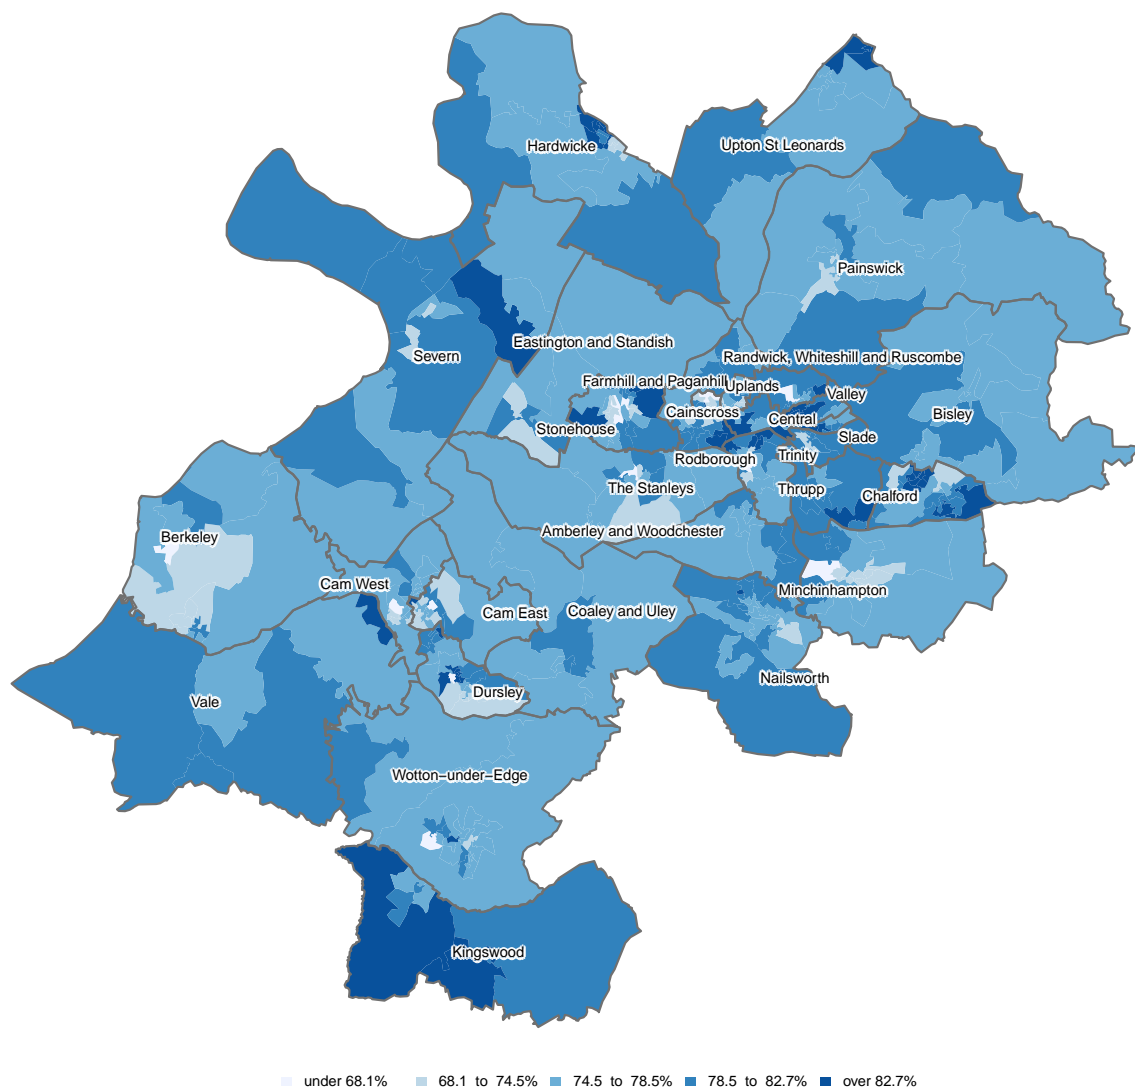 Hardwicke
Upton St Leonards
Painswick
Eastington and Standish
Severn
Randwick, Whiteshill and Ruscombe
Farmhill and Paganhill
Uplands
Valley
Cainscross
Central
Bisley
Stonehouse
Slade
Rodborough
Trinity
The Stanleys
Thrupp
Chalford
Amberley and Woodchester
Berkeley
Cam West
Minchinhampton
Cam East
Coaley and Uley
Nailsworth
Dursley
Vale
Wotton−under−Edge
Kingswood
under 68.1% 68.1 to 74.5% 74.5 to 78.5% 78.5 to 82.7% over 82.7%